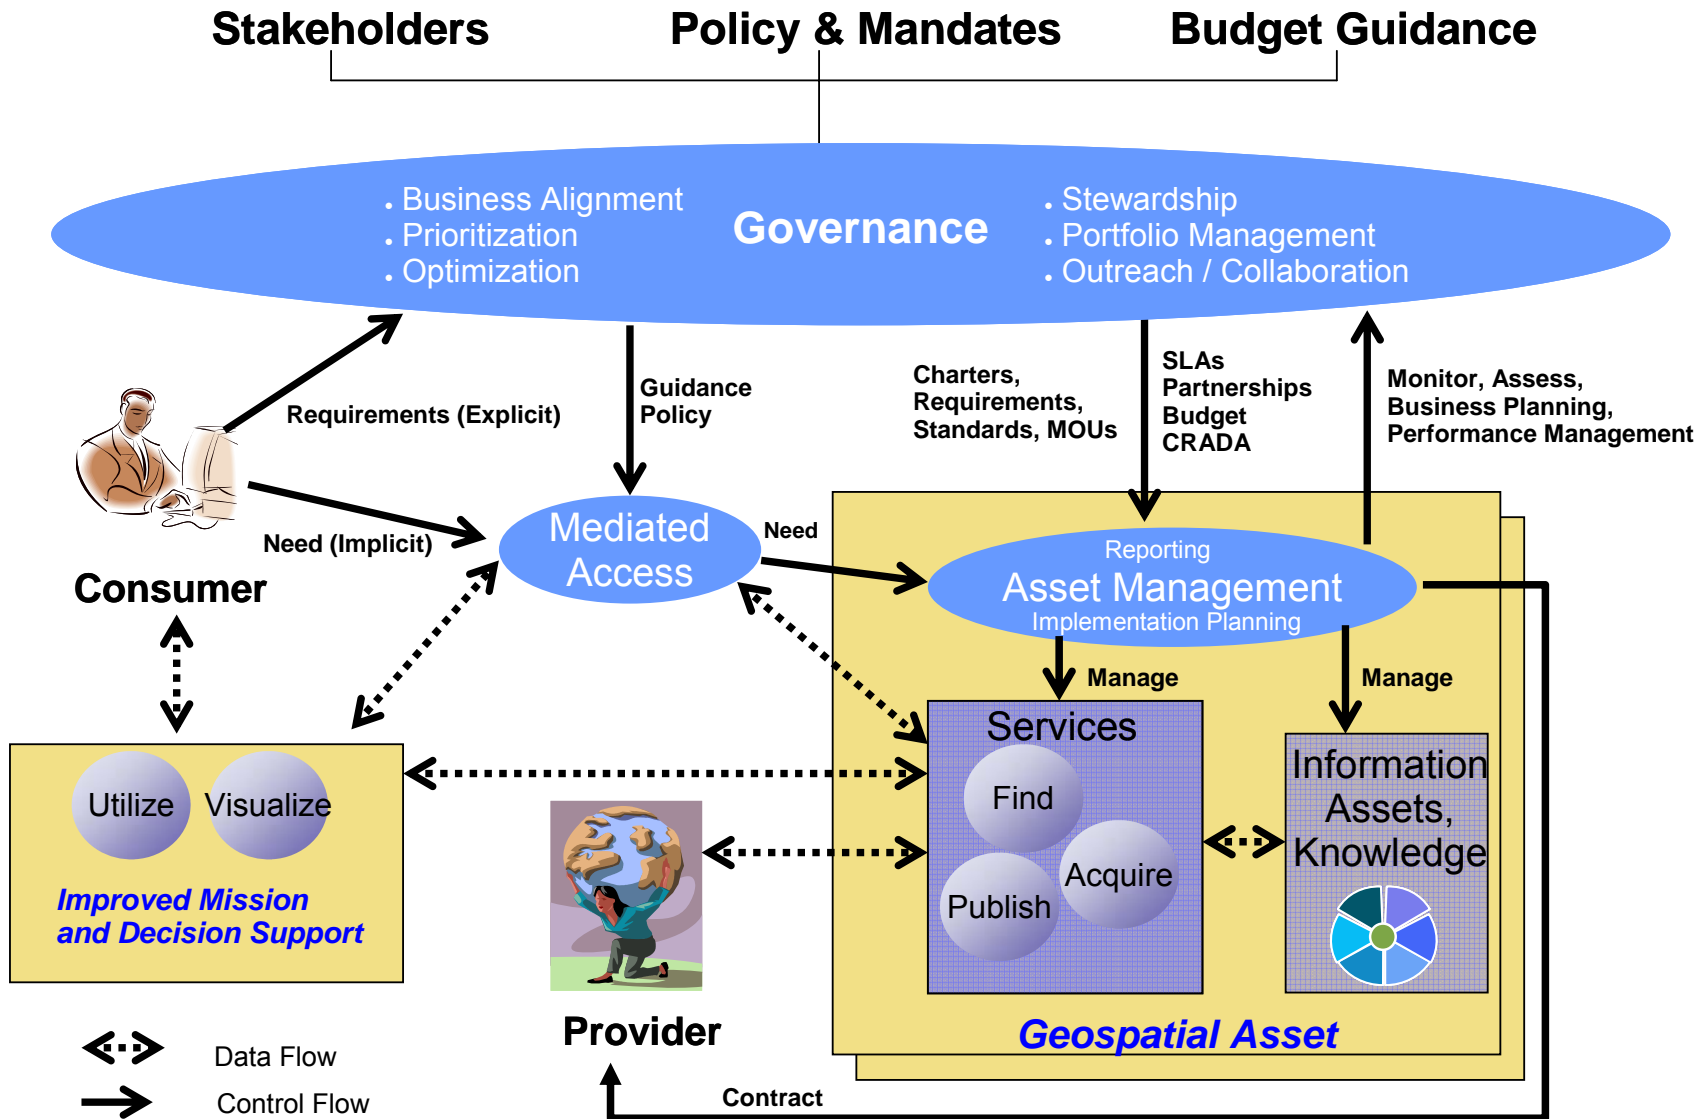 Stakeholders
Policy & Mandates
Budget Guidance
. Business Alignment
. Prioritization
. Optimization
Governance
. Stewardship
. Portfolio Management
. Outreach / Collaboration
Requirements (Explicit)
Guidance
Policy
Charters,
Requirements,
Standards, MOUs
SLAs
Partnerships
Budget
CRADA
Monitor, Assess,
Business Planning,
Performance Management
Need (Implicit)
Consumer
Mediated
Access
Need
Reporting
Asset Management
Implementation Planning
Manage
Manage
Services
Find
Acquire
Publish
Information
Assets,
Knowledge
Utilize
Visualize
Improved Mission
and Decision Support
Provider
Geospatial Asset
Data Flow
Control Flow
Contract